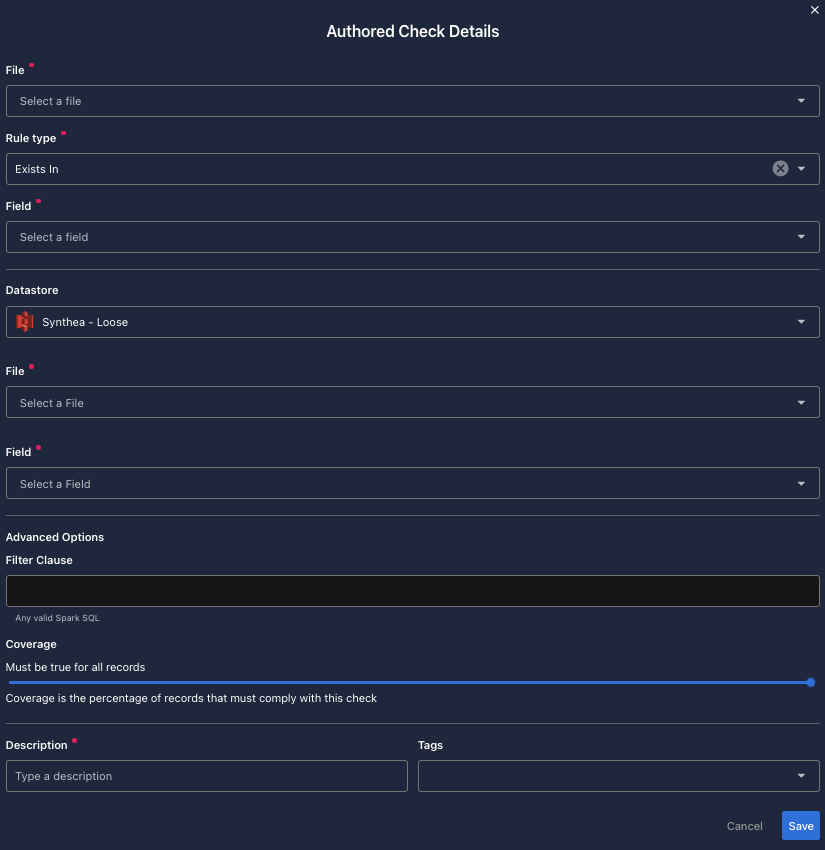 Authored Check Details
File
Select a file
Rule type
Exists In
Field
Select a field
Datastore
Synthea - Loose
File
Select a File
Field
Select a Field
Advanced Options
Filter Clause
Any valid Spark SQL
Coverage
Must be true for all records
Coverage is the percentage of records that must comply with this check
Description
Tags
Type a description
Cancel
Save